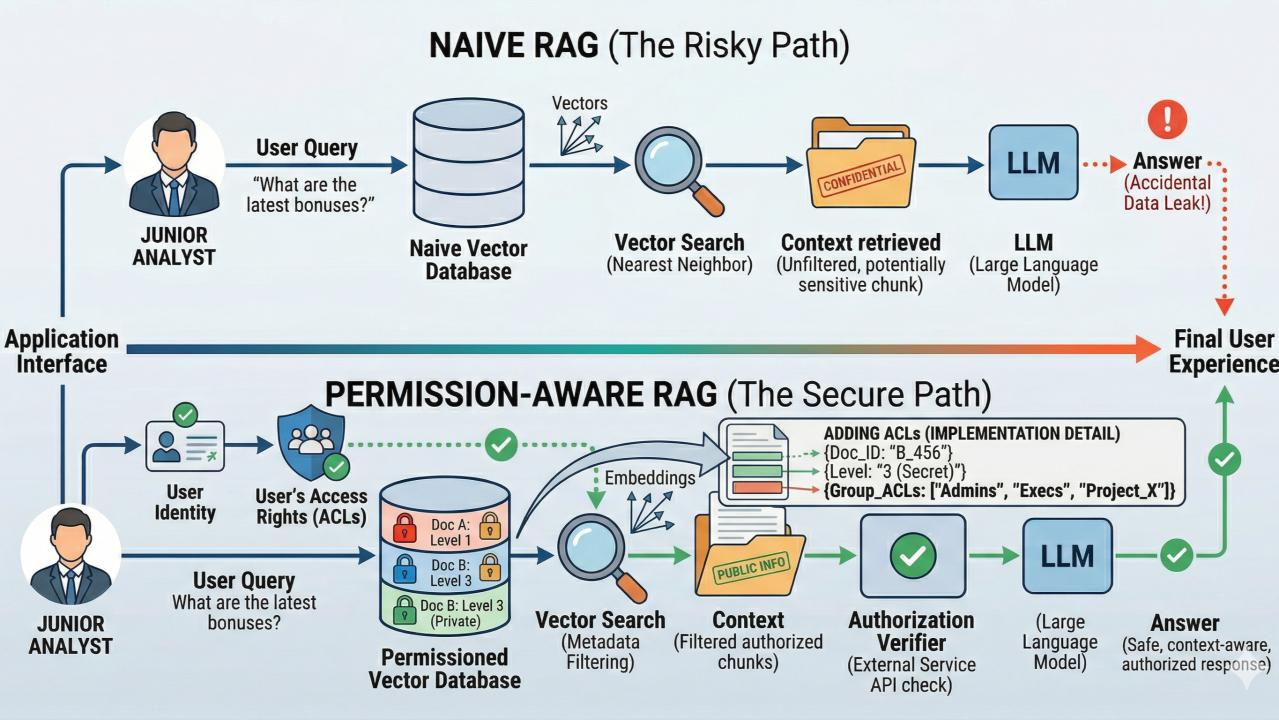 NAIVE RAG (The Risky Path)
Vectors
User Query
“What are the
latest bonuses?”
JUNIOR
ANALYST
Naive Vector
Database
Vector Search
(Nearest Neighbor)
CONFIDENTIAL
Context retrieved
(Unfiltered, potentially
sensitive chunk)
LLM
LLM
(Large Language
Model)
!
Answer
(Accidental
Data Leak!)
Application
Interface
Final User
Experience
PERMISSION-AWARE RAG (The Secure Path)
User
Identity
User’s Access
Rights (ACLs)
Embeddings
ADDING ACLs (IMPLEMENTATION DETAIL)
{Doc_ID: “B_456”}
{Level: “3 (Secret)”}
{Group_ACLs: ["Admins", "Execs", "Project_X"]}
JUNIOR
ANALYST
User Query
What are the latest
bonuses?
Doc A:
Level 1
Doc B:
Level 3
Doc B: Level 3
(Private)
Permissioned
Vector Database
Vector Search
(Metadata
Filtering)
PUBLIC INFO
Context
(Filtered authorized
chunks)
Authorization
Verifier
(External Service
API check)
LLM
(Large
Language
Model)
Answer
(Safe, context-aware,
authorized response)